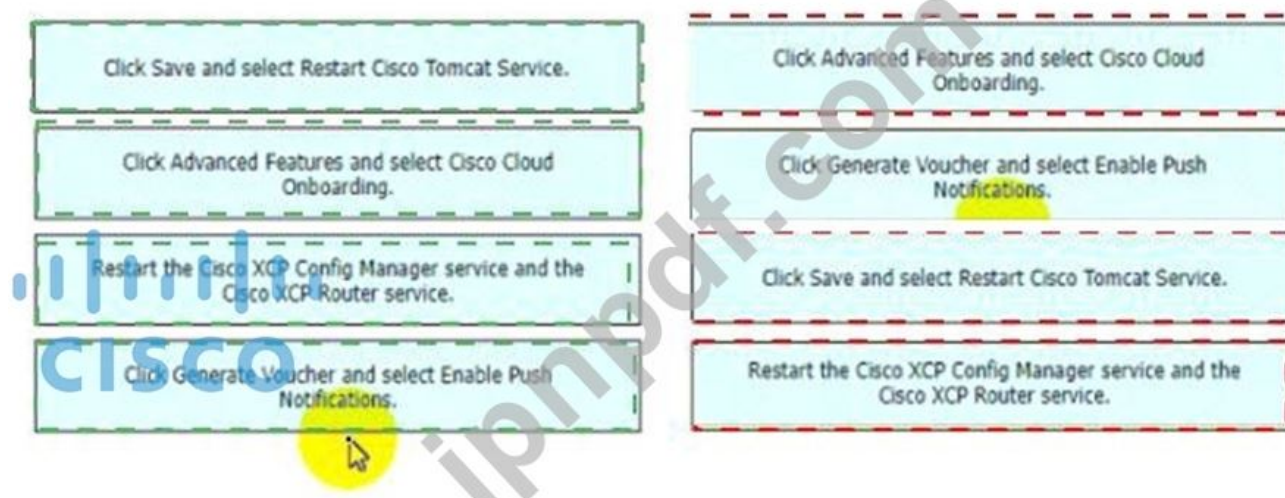 Click Save and select Restart Cisco Tomcat Service.
Click Advanced Features and select Cisco Cloud
Onboarding.
Restart the Cisco XCP Config Manager service and the
Cisco XCP Router service.
Click Generate Voucher and select Enable Push
Notifications.
CISCO
Click Advanced Features and select Cisco Cloud
Onboarding.
Click Generate Voucher and select Enable Push
Notifications.
Click Save and select Restart Cisco Tomcat Service.
Restart the Cisco XCP Config Manager service and the
Cisco XCP Router service.
ipnpdf.com